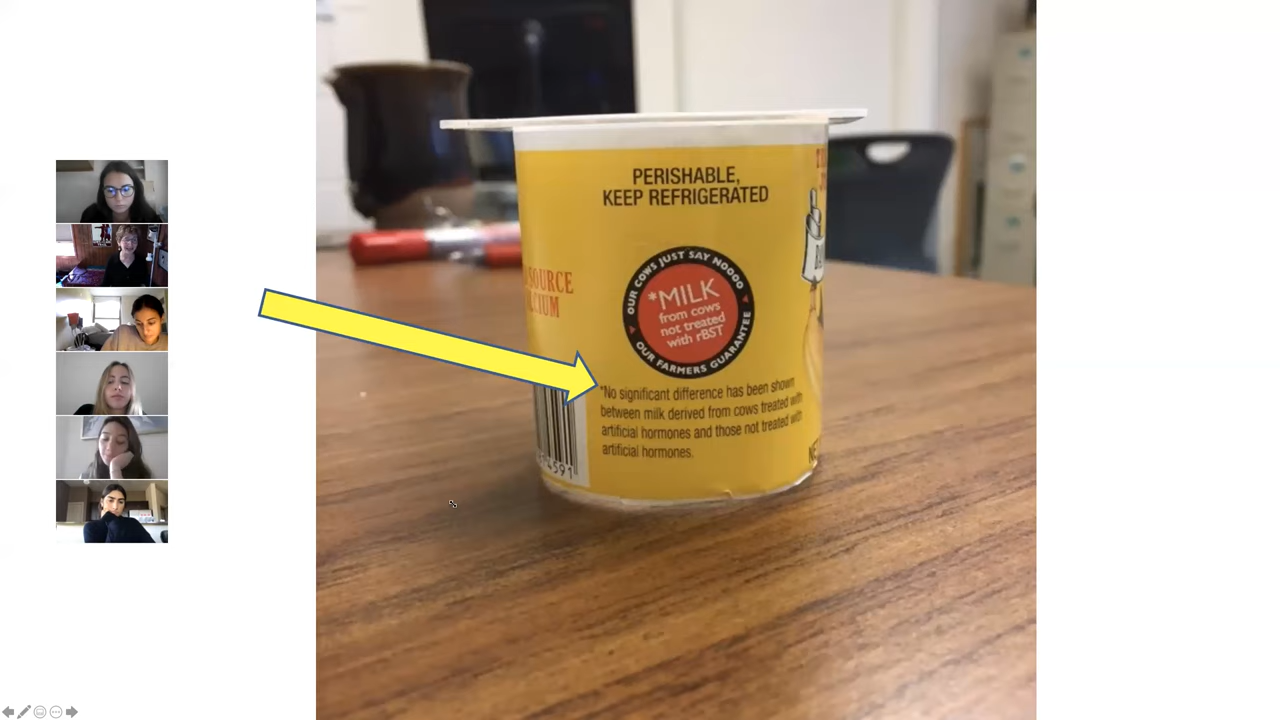 PERISHABLE,
KEEP REFRIGERATED
SOURCE
OUR COWS JUST SAY NOOOO
*MILK
from cows
not treated
with rBST
OUR FARMERS GUARANTEE
*No significant difference has been shown
between milk derived from cows treated with
artificial hormones and those not treated with
artificial hormones.
4591